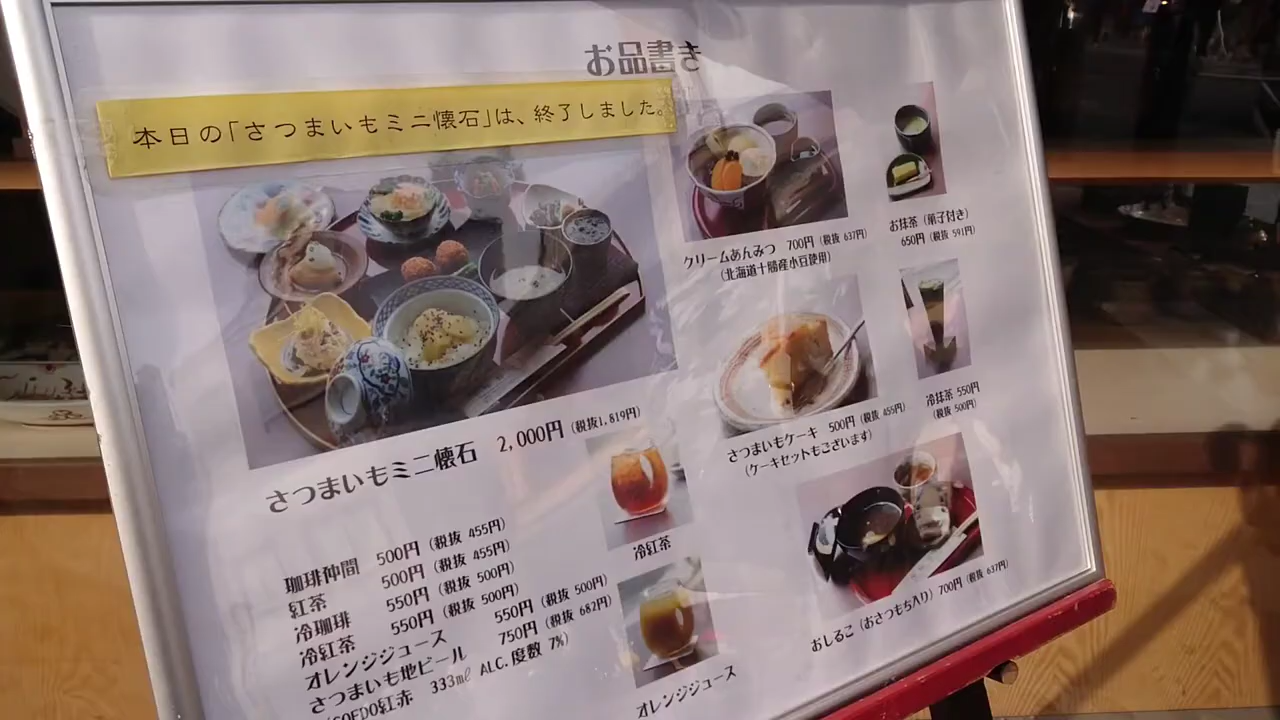 お品書き
本日の「さつまいもミニ懐石」は、終了しました。
さつまいもミニ懐石 2,000円 (税抜1,819円)
珈琲仲間 500円 (税抜 455円)
紅茶 500円 (税抜 455円)
冷珈琲 550円 (税抜 500円)
冷紅茶 550円 (税抜 500円)
オレンジジュース 550円 (税抜 500円)
さつまいも地ビール 750円 (税抜 682円)
COEDO紅赤 333ml ALC.度数 7%)
冷紅茶
オレンジジュース
クリームあんみつ 700円 (税抜 637円)
(北海道十勝産小豆使用)
お抹茶 (菓子付き)
650円 (税抜 591円)
さつまいもケーキ 500円 (税抜 455円)
(ケーキセットもございます)
冷抹茶 550円
(税抜 500円)
おしるこ (おさつもち入り) 700円 (税抜 637円)